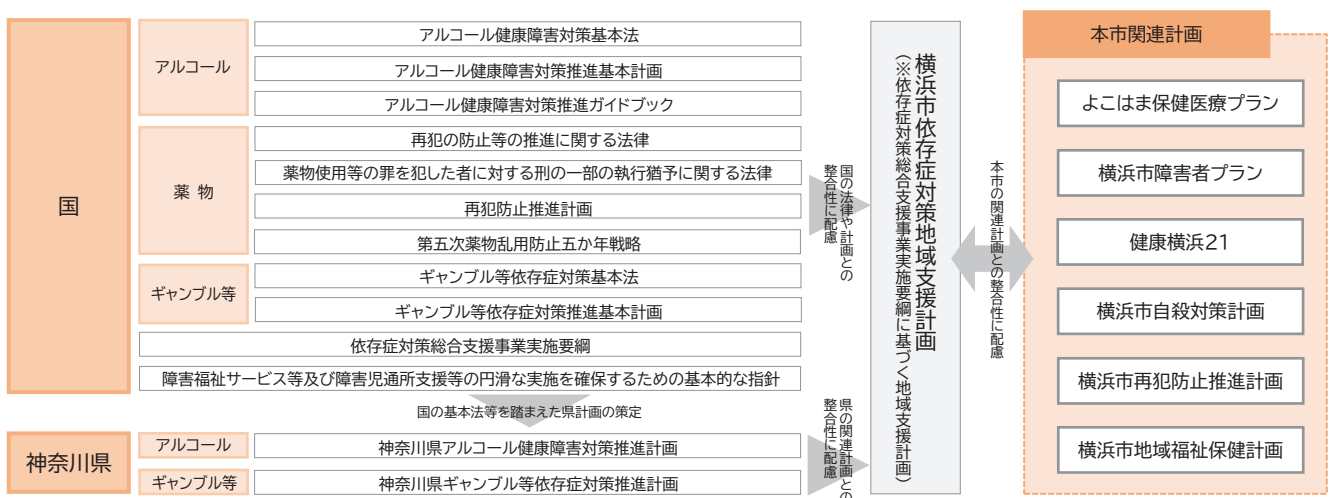 国
アルコール
アルコール健康障害対策基本法
アルコール健康障害対策推進基本計画
アルコール健康障害対策推進ガイドブック
薬 物
再犯の防止等の推進に関する法律
薬物使用等の罪を犯した者に対する刑の一部の執行猶予に関する法律
再犯防止推進計画
第五次薬物乱用防止五か年戦略
ギャンブル等
ギャンブル等依存症対策基本法
ギャンブル等依存症対策推進基本計画
依存症対策総合支援事業実施要綱
障害福祉サービス等及び障害児通所支援等の円滑な実施を確保するための基本的な指針
国の基本法等を踏まえた県計画の策定
神奈川県
アルコール
神奈川県アルコール健康障害対策推進計画
ギャンブル等
神奈川県ギャンブル等依存症対策推進計画
国の法律や計画との
整合性に配慮
県の関連計画との
整合性に配慮
横浜市依存症対策地域支援計画
(※依存症対策総合支援事業実施要綱に基づく地域支援計画)
本市の関連計画との整合性に配慮
本市関連計画
よこはま保健医療プラン
横浜市障害者プラン
健康横浜21
横浜市自殺対策計画
横浜市再犯防止推進計画
横浜市地域福祉保健計画